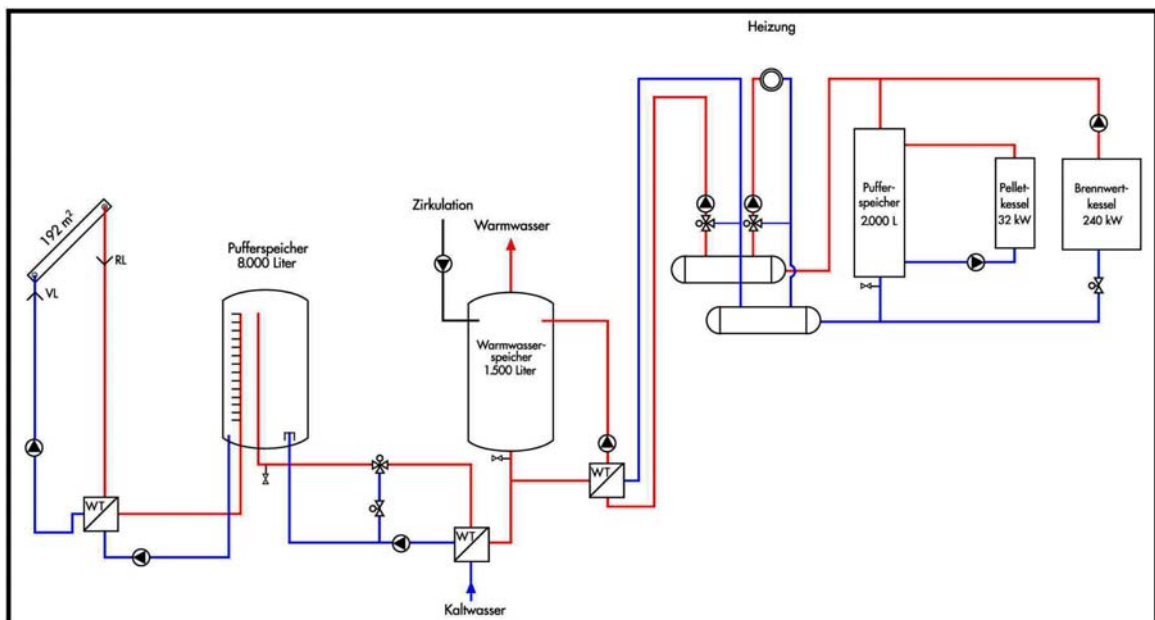 Heizung
192 m²
RL
VL
Pufferspeicher
8.000 Liter
Zirkulation
Warmwasser
Warmwasser-
speicher
1.500 Liter
Puffer-
speicher
2.000 L
Pellet-
kessel
32 kW
Brennwert-
kessel
240 kW
WT
WT
WT
Kaltwasser